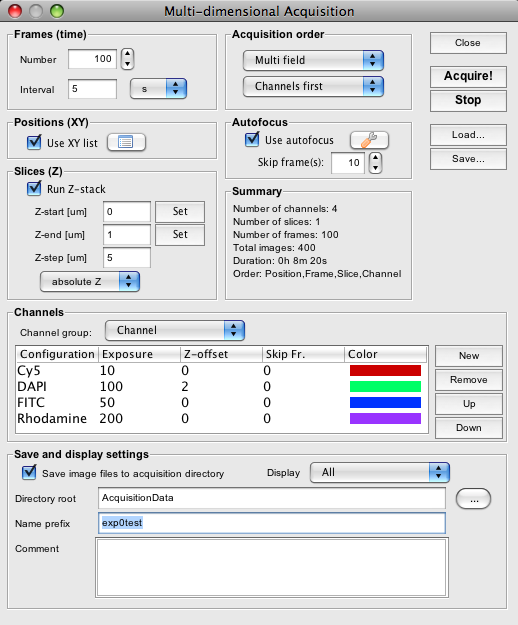 Multi-dimensional Acquisition
Frames (time)
Number 100
Interval 5 s
Acquisition order
Multi field
Channels first
Close
Acquire!
Stop
Load...
Save...
Positions (XY)
Use XY list
Autofocus
Use autofocus
Skip frame(s): 10
Slices (Z)
Run Z-stack
Z-start [um] 0 Set
Z-end [um] 1 Set
Z-step [um] 5
absolute Z
Summary
Number of channels: 4
Number of slices: 1
Number of frames: 100
Total images: 400
Duration: 0h 8m 20s
Order: Position,Frame,Slice,Channel
Channels
Channel group: Channel
Configuration Exposure Z-offset Skip Fr. Color
Cy5 10 0 0
DAPI 100 2 0
FITC 50 0 0
Rhodamine 200 0 0
New
Remove
Up
Down
Save and display settings
Save image files to acquisition directory Display All
Directory root AcquisitionData ...
Name prefix exp0test
Comment